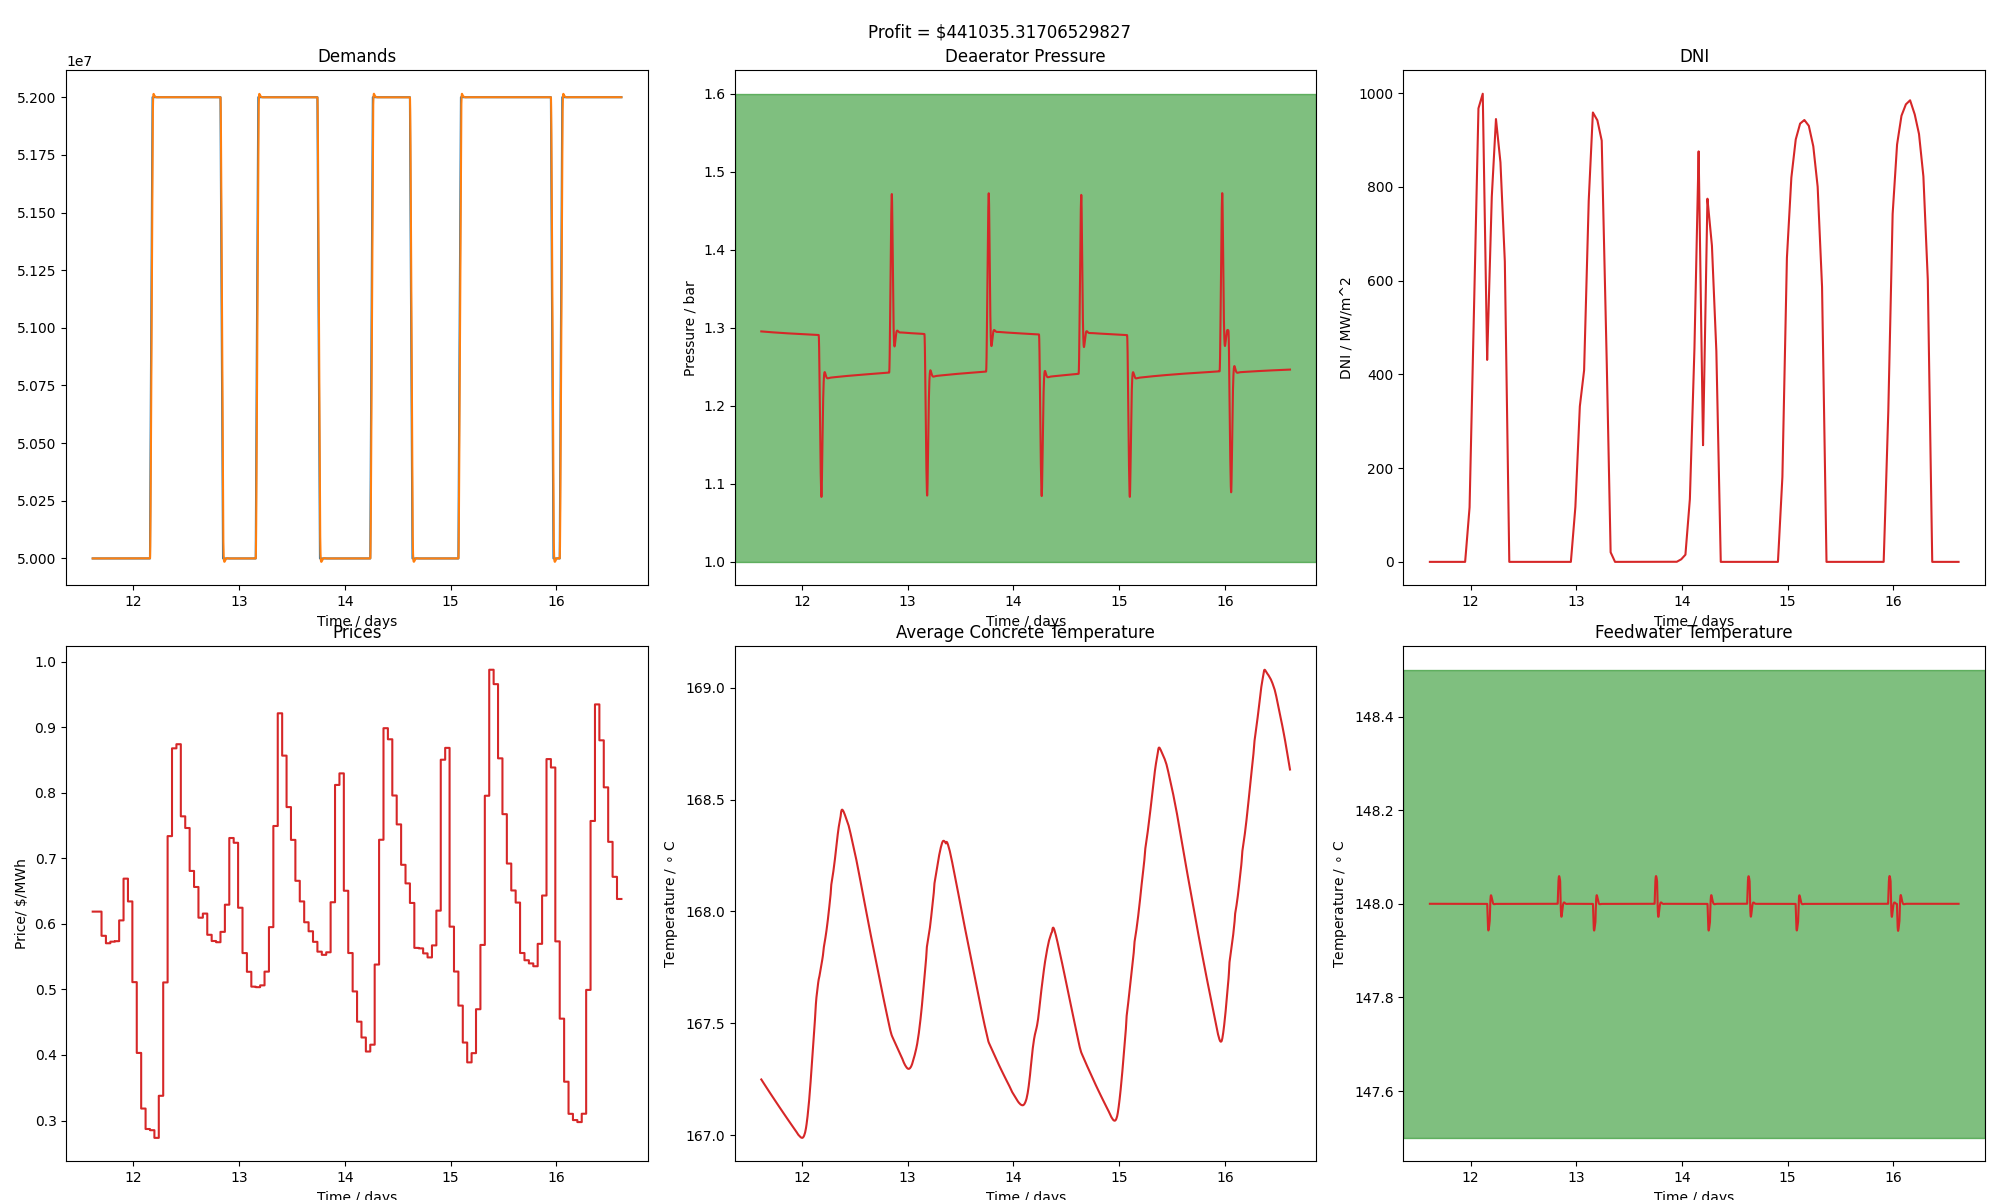 Profit = $441035.31706529827
Demands
1e7
5.200
5.175
5.150
5.125
5.100
5.075
5.050
5.025
5.000
12 13 14 15 16
Time / days
Deaerator Pressure
Pressure / bar
1.6
1.5
1.4
1.3
1.2
1.1
1.0
12 13 14 15 16
Time / days
DNI
DNI / MW/m^2
1000
800
600
400
200
0
12 13 14 15 16
Time / days
Prices
Price/ $/MWh
1.0
0.9
0.8
0.7
0.6
0.5
0.4
0.3
12 13 14 15 16
Time / days
Average Concrete Temperature
Temperature / ∘ C
169.0
168.5
168.0
167.5
167.0
12 13 14 15 16
Time / days
Feedwater Temperature
Temperature / ∘ C
148.4
148.2
148.0
147.8
147.6
12 13 14 15 16
Time / days